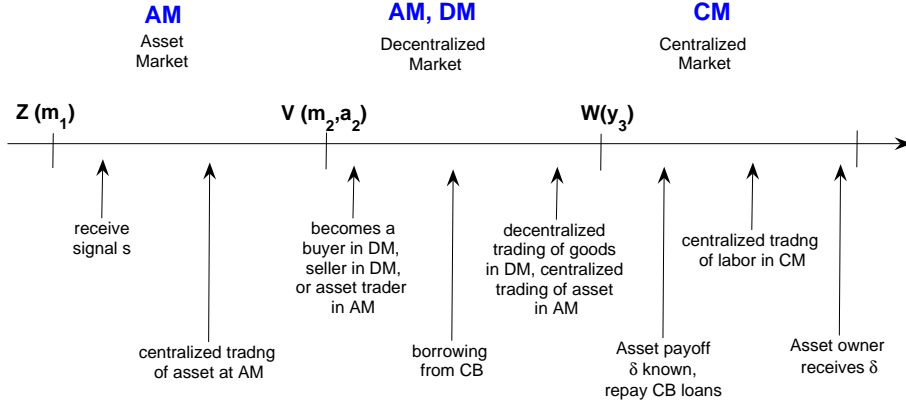 AM
Asset
Market
AM, DM
Decentralized
Market
CM
Centralized
Market
Z (m1)
V (m2,a2)
W(y3)
receive
signal s
centralized tradng
of asset at AM
becomes a
buyer in DM,
seller in DM,
or asset trader
in AM
borrowing
from CB
decentralized
trading of goods
in DM, centralized
trading of asset
in AM
Asset payoff
δ known,
repay CB loans
centralized tradng
of labor in CM
Asset owner
receives δ